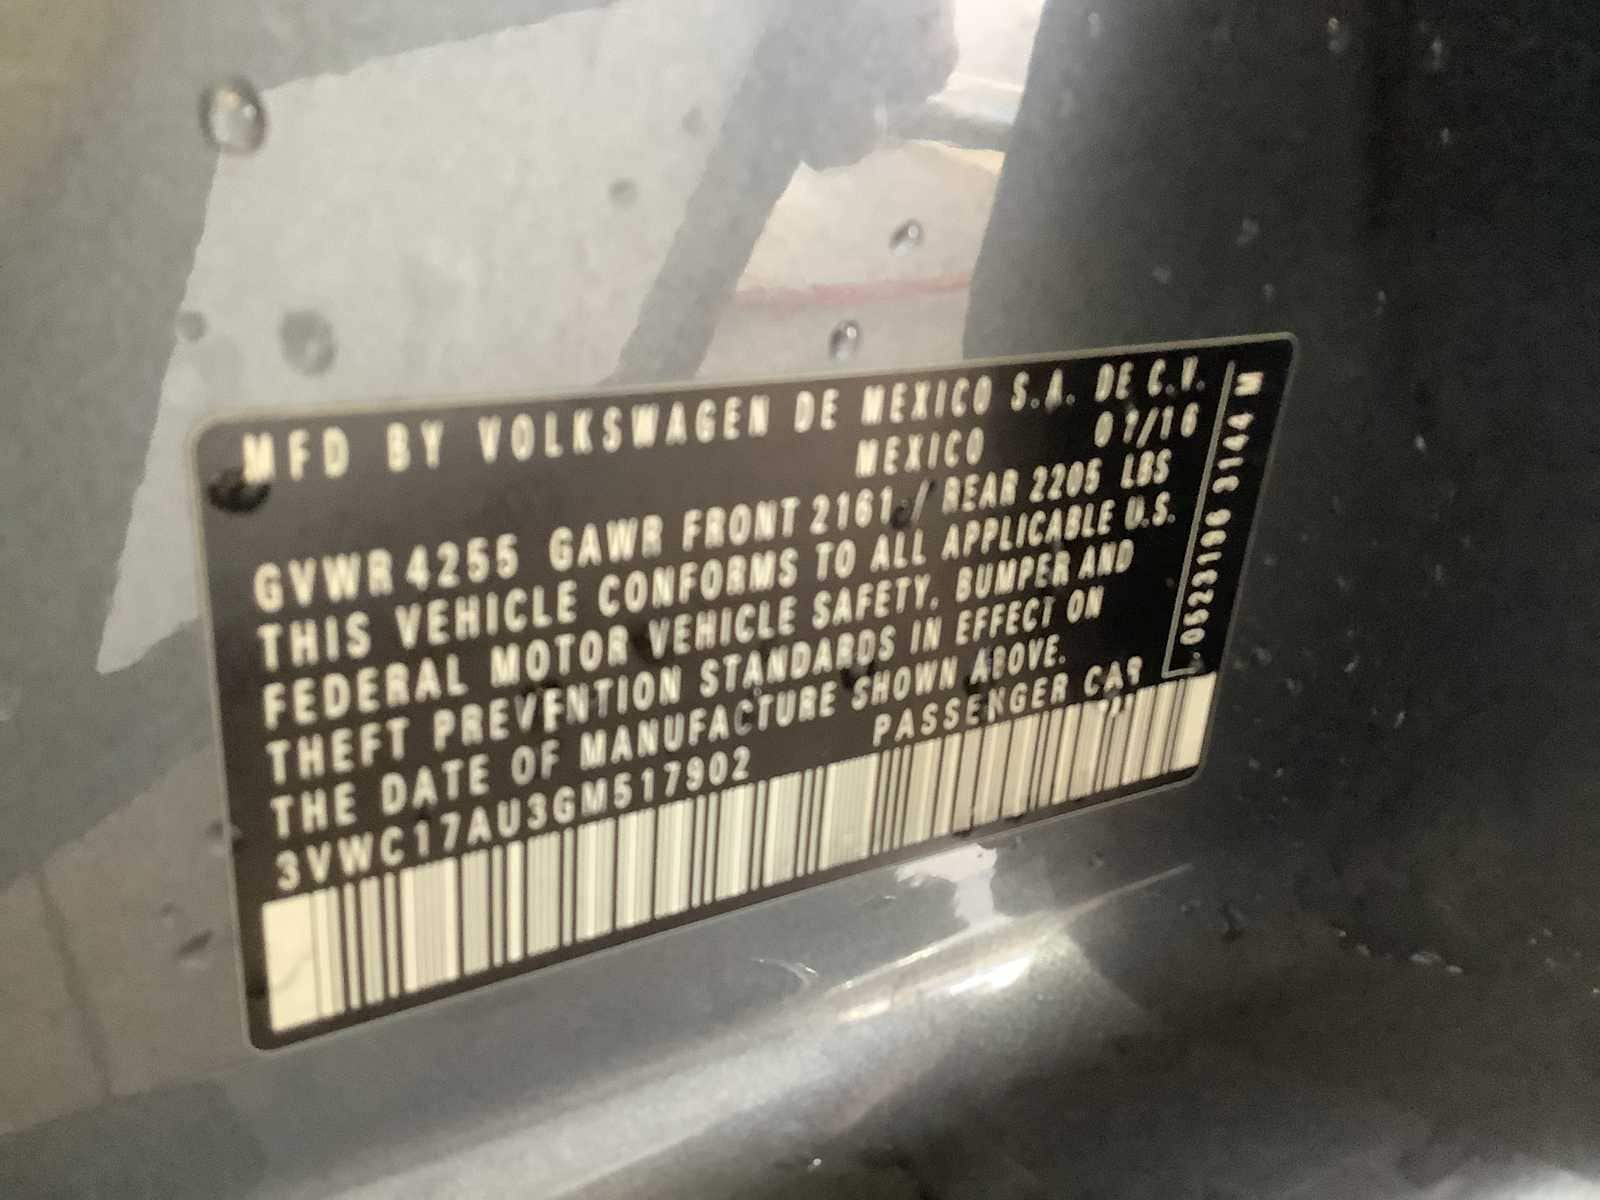 MFD BY VOLKSWAGEN DE MEXICO S.A. DE C.V.
MEXICO 07/16
GVWR 4255 GAWR FRONT 2161 / REAR 2205 LBS
THIS VEHICLE CONFORMS TO ALL APPLICABLE U.S.
FEDERAL MOTOR VEHICLE SAFETY, BUMPER AND
THEFT PREVENTION STANDARDS IN EFFECT ON
THE DATE OF MANUFACTURE SHOWN ABOVE.
3VWC17AU3GM517902 PASSENGER CAR
3144 M